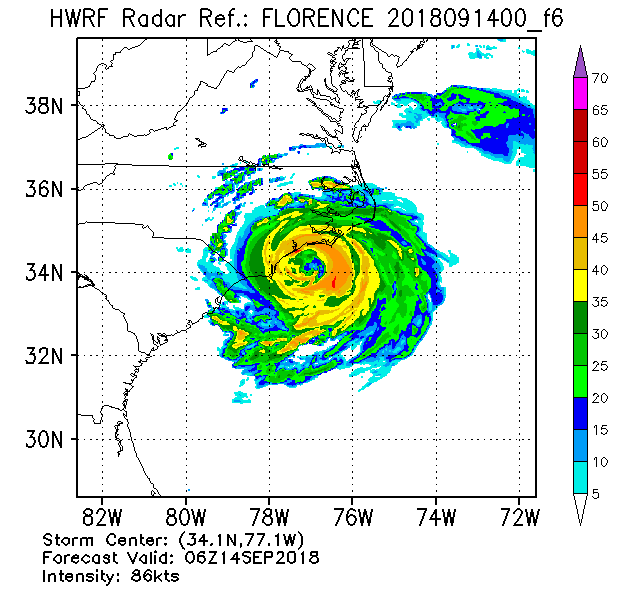 HWRF Radar Ref.: FLORENCE 2018091400_f6
70
65
60
55
50
45
40
35
30
25
20
15
10
5
38N
36N
34N
32N
30N
82W 80W 78W 76W 74W 72W
Storm Center: (34.1N,77.1W)
Forecast Valid: 06Z14SEP2018
Intensity: 86kts